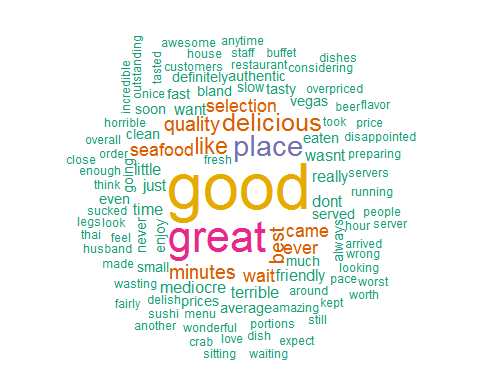 awesome anytime
house staff buffet
outstanding
tasted
incredible
customers restaurant considering dishes
definitely authentic
nice fast bland slow tasty overpriced
soon want selection vegas beer flavor
horrible quality delicious took price
overall clean like place eaten disappointed
order seafood fresh wasnt preparing
close
enough going little really servers
think just good running
even dont
sucked time served people
legs look never enjoy great hour server
thai feel came always
husband best ever arrived
wrong
made small minutes wait much friendly looking
wasting mediocre terrible around pace worst
fairly delish prices average amazing kept worth
sushi menu
another wonderful portions still
crab love dish expect
sitting waiting